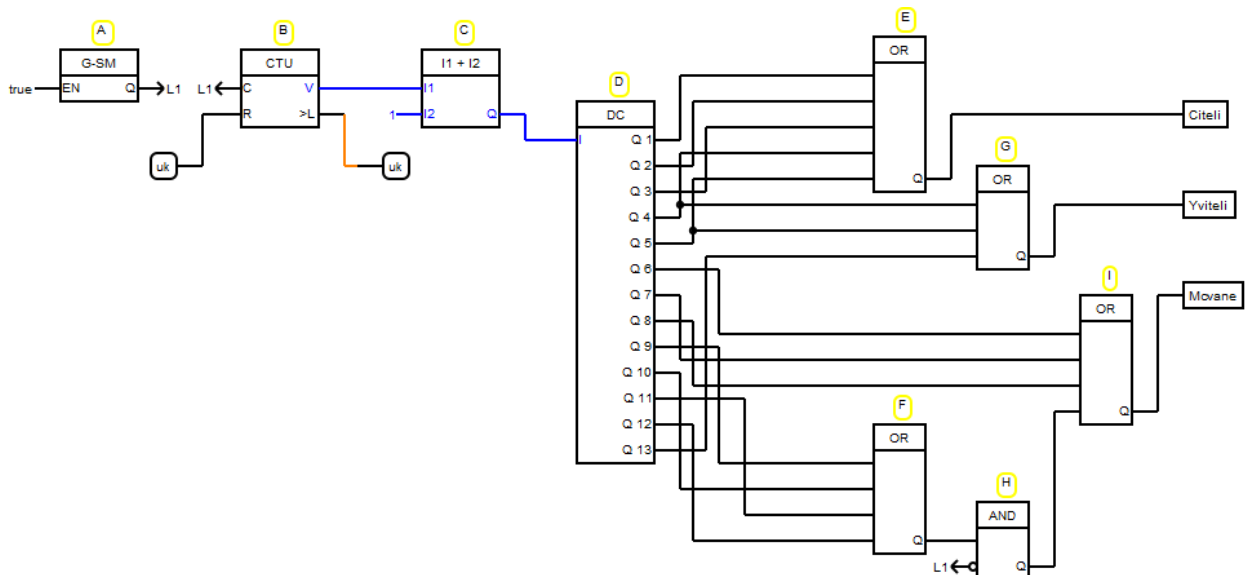 A
G-SM
true
EN
Q
L1
B
CTU
L1
C
V
R
>L
uk
uk
C
I1 + I2
I1
1
I2
Q
D
DC
I
Q 1
Q 2
Q 3
Q 4
Q 5
Q 6
Q 7
Q 8
Q 9
Q 10
Q 11
Q 12
Q 13
E
OR
Q
Citeli
G
OR
Q
Yviteli
I
OR
Q
Movane
F
OR
Q
H
AND
L1
Q